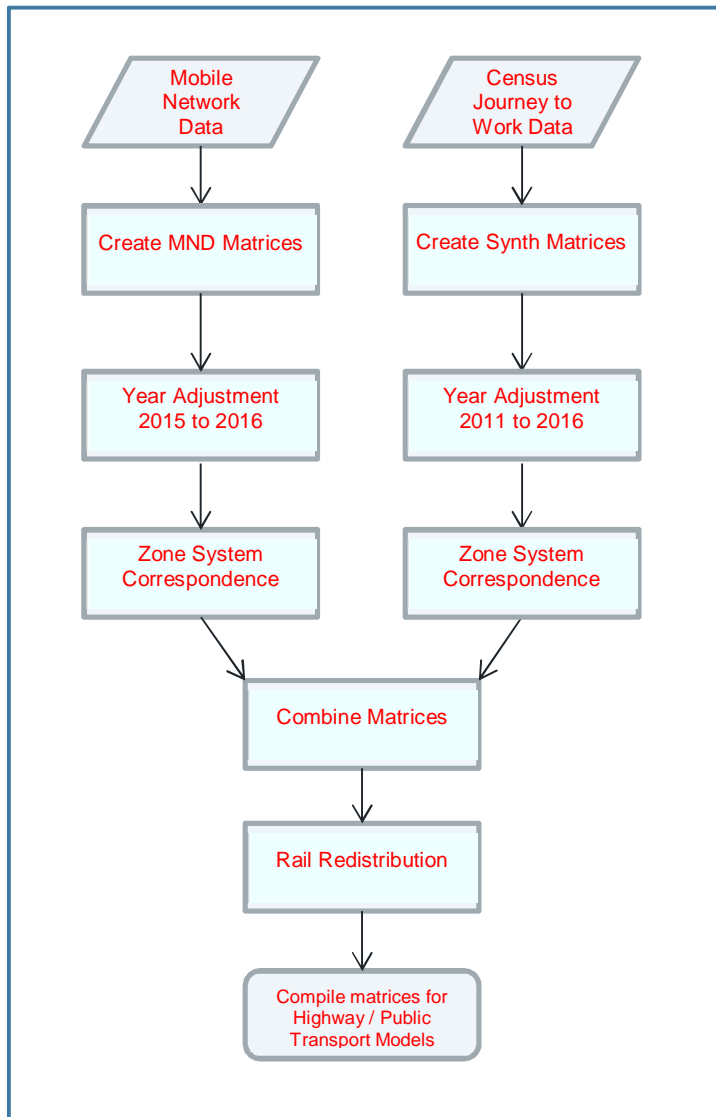 Mobile
Network
Data
Census
Journey to
Work Data
Create MND Matrices
Create Synth Matrices
Year Adjustment
2015 to 2016
Year Adjustment
2011 to 2016
Zone System
Correspondence
Zone System
Correspondence
Combine Matrices
Rail Redistribution
Compile matrices for
Highway / Public
Transport Models